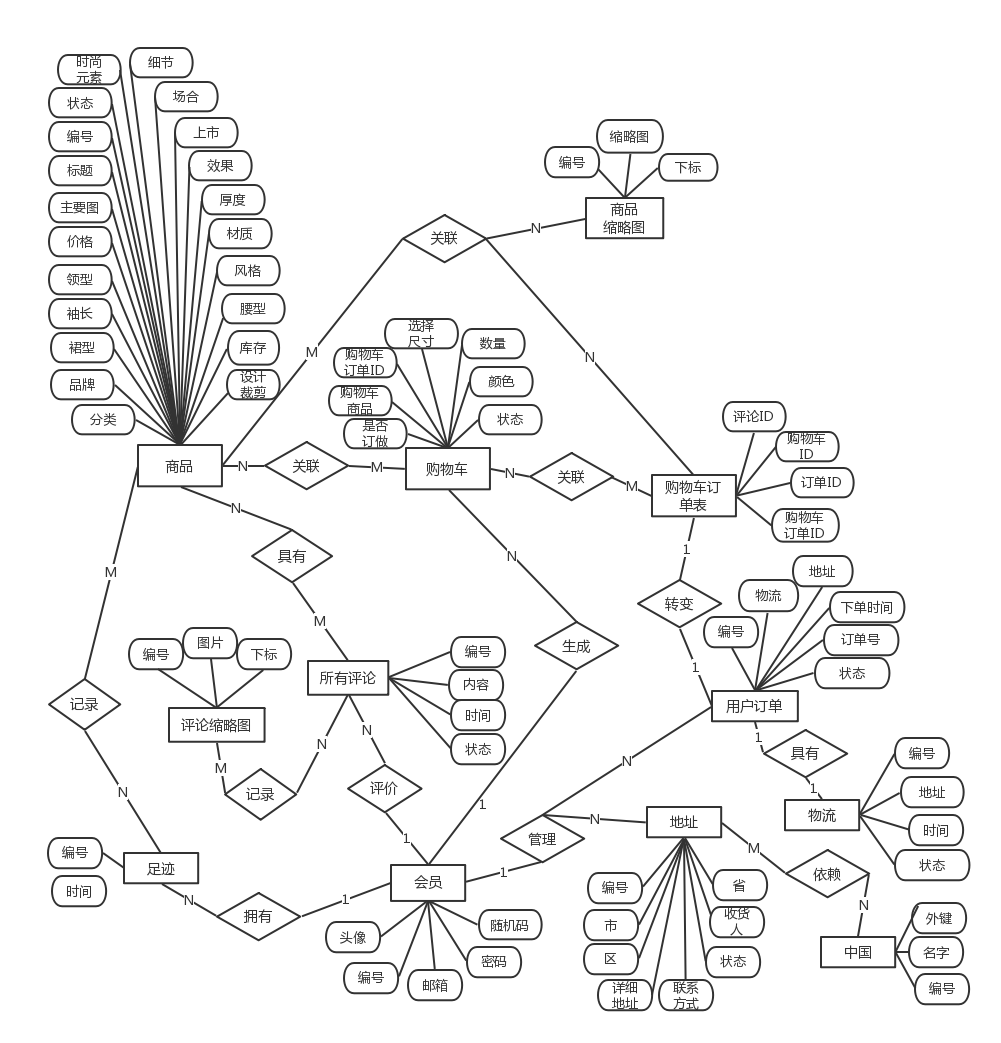 时尚
元素
细节
状态
场合
编号
上市
标题
效果
主要图
厚度
价格
材质
领型
风格
袖长
腰型
裙型
库存
品牌
设计
裁剪
分类
商品
缩略图
编号
下标
商品
缩略图
关联
N
M
N
选择
尺寸
数量
购物车
订单ID
颜色
购物车
商品
状态
是否
订做
购物车
N
关联
M
N
关联
M
评论ID
购物车
ID
订单ID
购物车
订单ID
购物车订
单表
N
具有
M
M
N
生成
1
1
转变
1
地址
物流
下单时间
编号
订单号
状态
用户订单
编号
图片
下标
评论缩略图
所有评论
编号
内容
时间
状态
记录
M
记录
N
N
评价
1
N
1
具有
1
物流
编号
地址
时间
状态
N
管理
N
1
地址
M
依赖
N
中国
外键
名字
编号
编号
时间
足迹
N
拥有
1
会员
头像
随机码
编号
邮箱
密码
编号
省
市
收货
人
区
状态
详细
地址
联系
方式